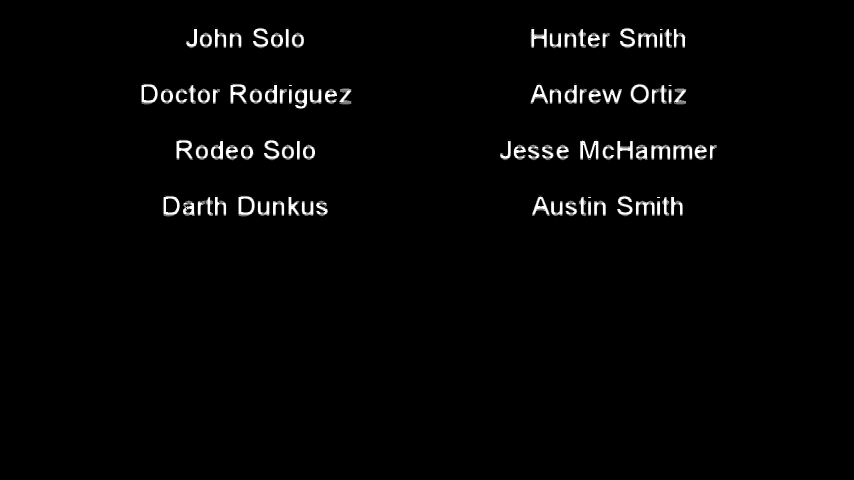 John Solo Hunter Smith
Doctor Rodriguez Andrew Ortiz
Rodeo Solo Jesse McHammer
Darth Dunkus Austin Smith